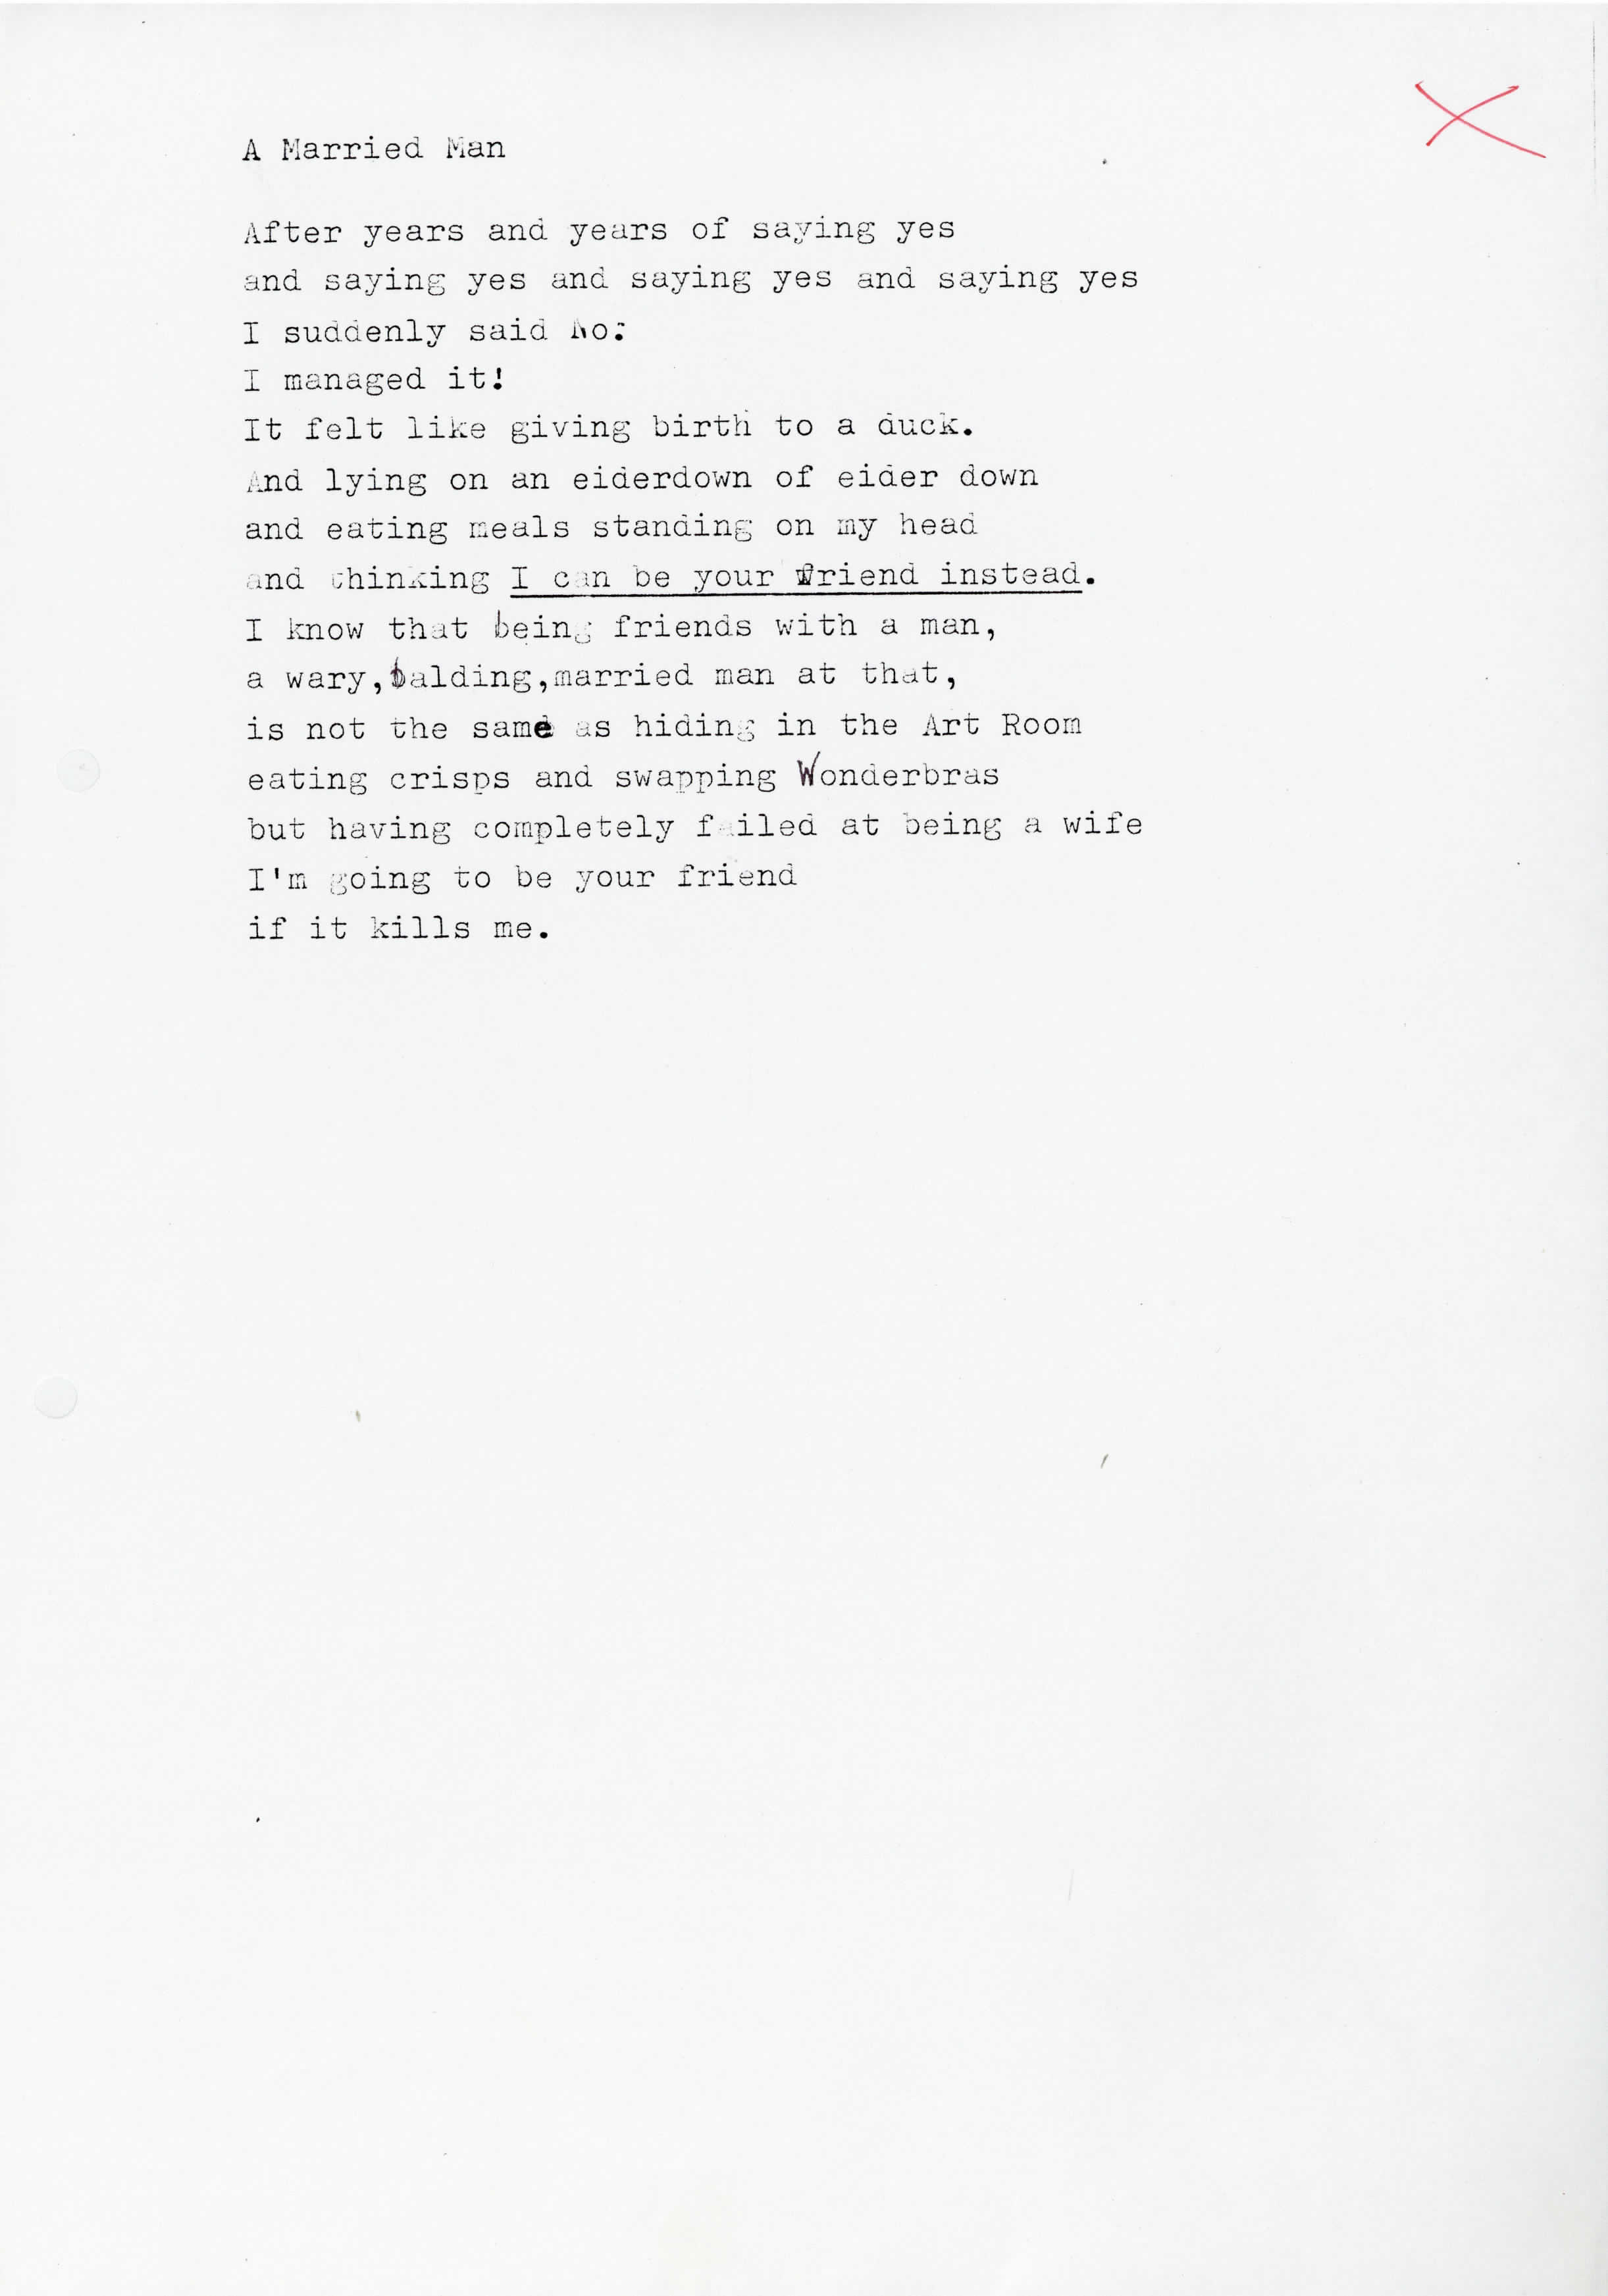 A Married Man
After years and years of saying yes
and saying yes and saying yes and saying yes
I suddenly said No:
I managed it!
It felt like giving birth to a duck.
And lying on an eiderdown of eider down
and eating meals standing on my head
and thinking I can be your friend instead.
I know that being friends with a man,
a wary,balding,married man at that,
is not the same as hiding in the Art Room
eating crisps and swapping Wonderbras
but having completely failed at being a wife
I'm going to be your friend
if it kills me.